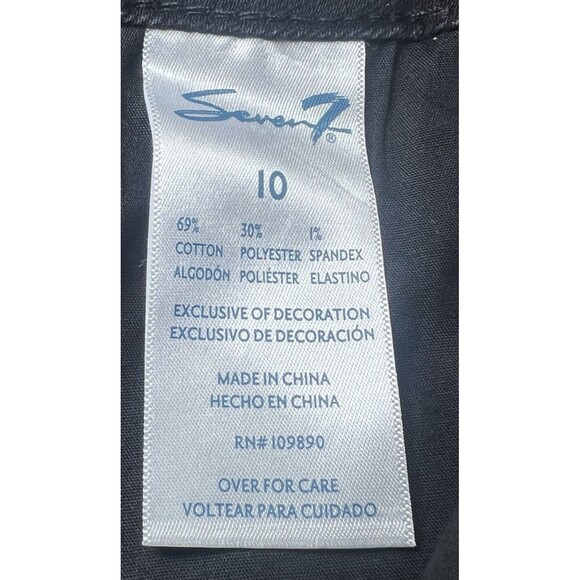 Seven7®
10
69% 30% 1%
COTTON POLYESTER SPANDEX
ALGODÓN POLIÉSTER ELASTINO
EXCLUSIVE OF DECORATION
EXCLUSIVO DE DECORACIÓN
MADE IN CHINA
HECHO EN CHINA
RN# 109890
OVER FOR CARE
VOLTEAR PARA CUIDADO